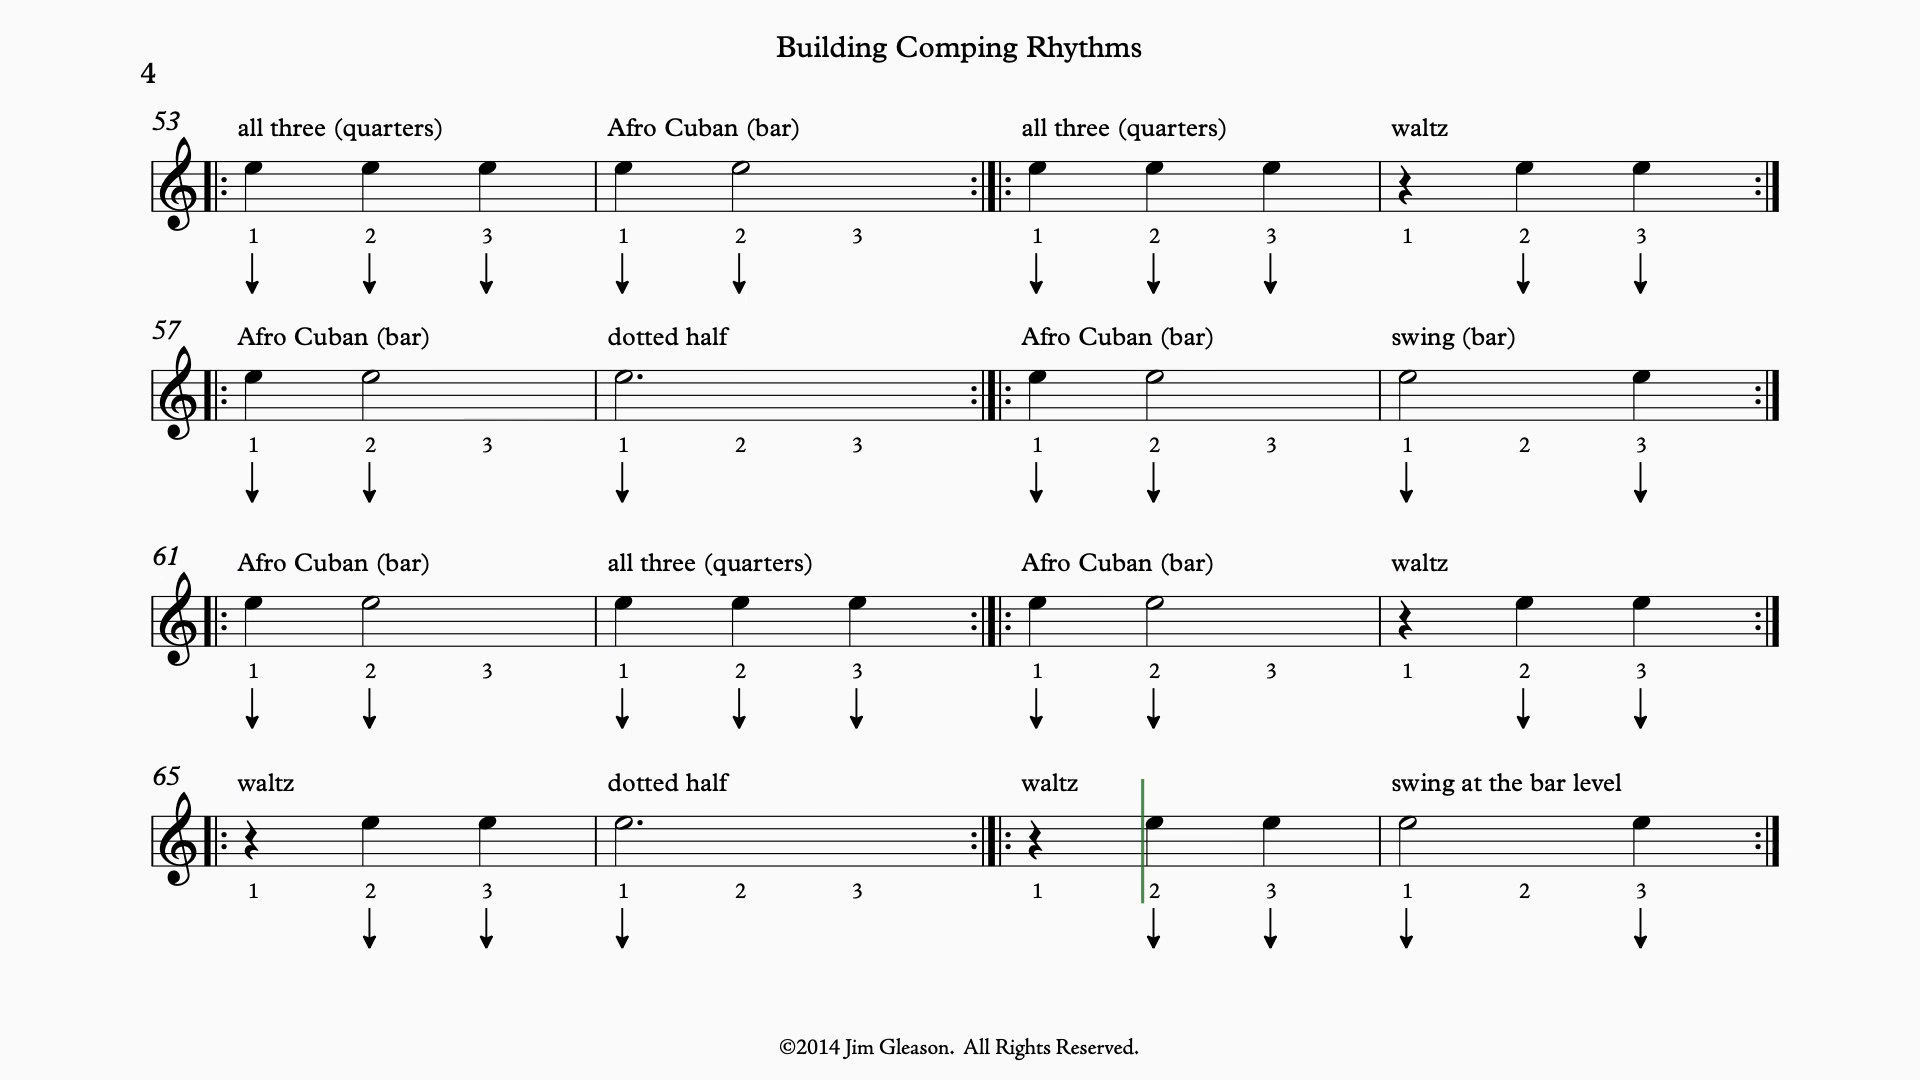 Building Comping Rhythms
4
53
all three (quarters) Afro Cuban (bar) all three (quarters) waltz
1 2 3 1 2 3 1 2 3 1 2 3
57
Afro Cuban (bar) dotted half Afro Cuban (bar) swing (bar)
1 2 3 1 2 3 1 2 3 1 2 3
61
Afro Cuban (bar) all three (quarters) Afro Cuban (bar) waltz
1 2 3 1 2 3 1 2 3 1 2 3
65
waltz dotted half waltz swing at the bar level
1 2 3 1 2 3 1 2 3 1 2 3
©2014 Jim Gleason.  All Rights Reserved.